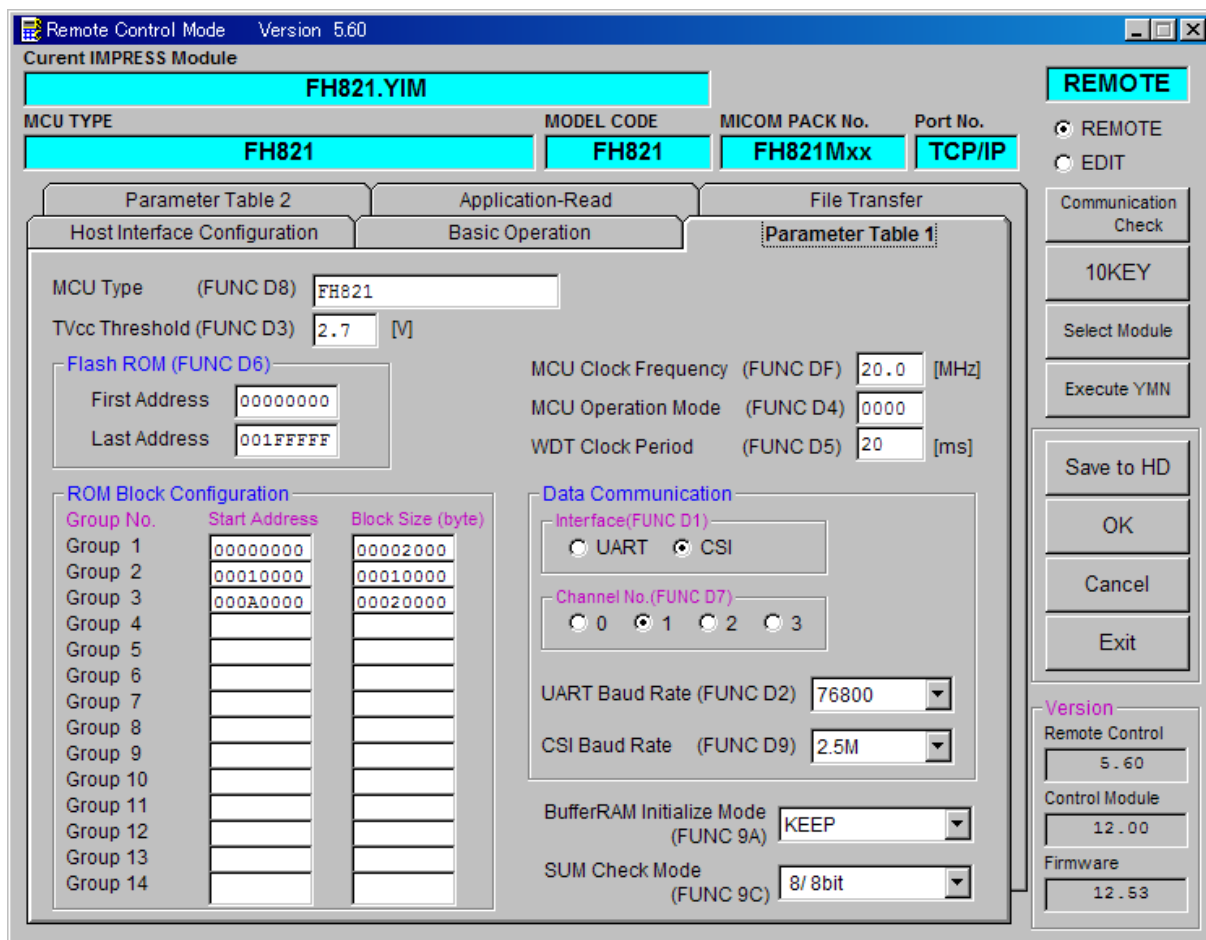 Remote Control Mode Version 5.60
Curent IMPRESS Module
FH821.YIM
MCU TYPE MODEL CODE MICOM PACK No. Port No.
FH821 FH821 FH821Mxx TCP/IP
Parameter Table 2 Application-Read File Transfer
Host Interface Configuration Basic Operation Parameter Table 1
MCU Type (FUNC D8) FH821
TVcc Threshold (FUNC D3) 2.7 [V]
Flash ROM (FUNC D6)
First Address 00000000
Last Address 001FFFFF
MCU Clock Frequency (FUNC DF) 20.0 [MHz]
MCU Operation Mode (FUNC D4) 0000
WDT Clock Period (FUNC D5) 20 [ms]
ROM Block Configuration
Group No. Start Address Block Size (byte)
Group 1 00000000 00002000
Group 2 00010000 00010000
Group 3 000A0000 00020000
Group 4
Group 5
Group 6
Group 7
Group 8
Group 9
Group 10
Group 11
Group 12
Group 13
Group 14
Data Communication
Interface(FUNC D1)
UART CSI
Channel No.(FUNC D7)
0 1 2 3
UART Baud Rate (FUNC D2) 76800
CSI Baud Rate (FUNC D9) 2.5M
BufferRAM Initialize Mode
(FUNC 9A) KEEP
SUM Check Mode
(FUNC 9C) 8/ 8bit
REMOTE
REMOTE
EDIT
Communication
Check
10KEY
Select Module
Execute YMN
Save to HD
OK
Cancel
Exit
Version
Remote Control
5.60
Control Module
12.00
Firmware
12.53